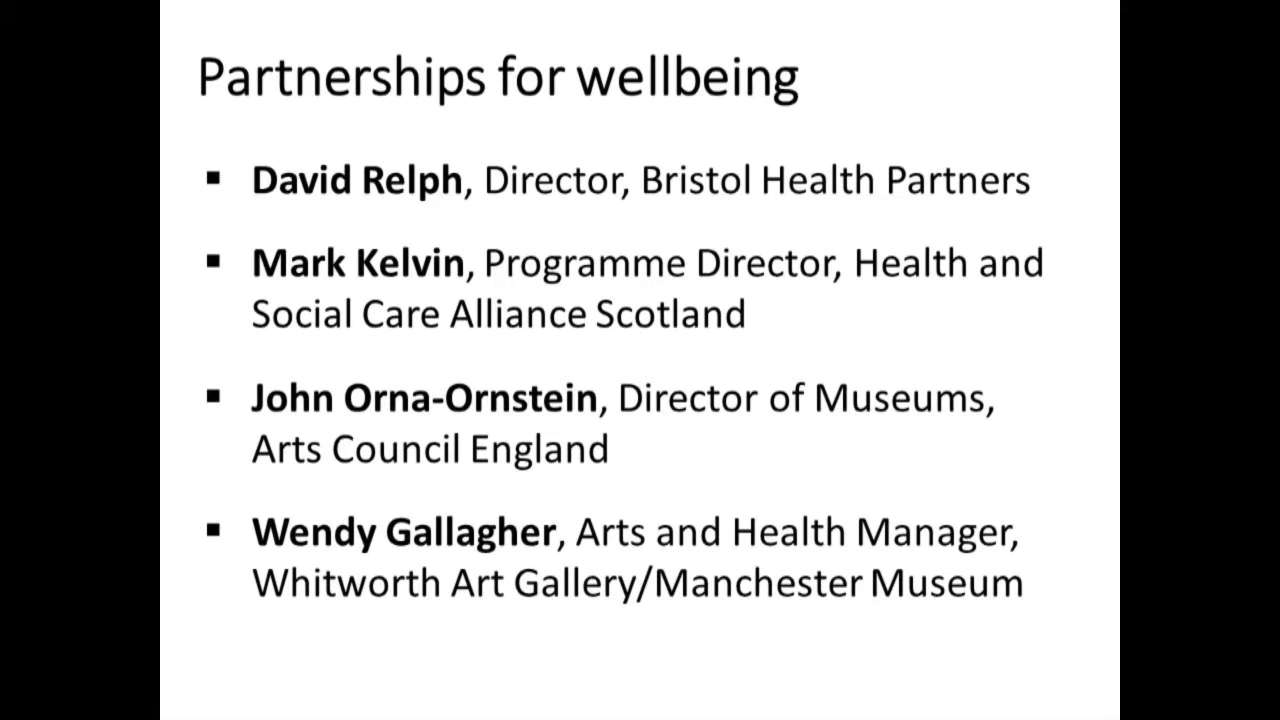 Partnerships for wellbeing
▪ David Relph, Director, Bristol Health Partners
▪ Mark Kelvin, Programme Director, Health and
Social Care Alliance Scotland
▪ John Orna-Ornstein, Director of Museums,
Arts Council England
▪ Wendy Gallagher, Arts and Health Manager,
Whitworth Art Gallery/Manchester Museum